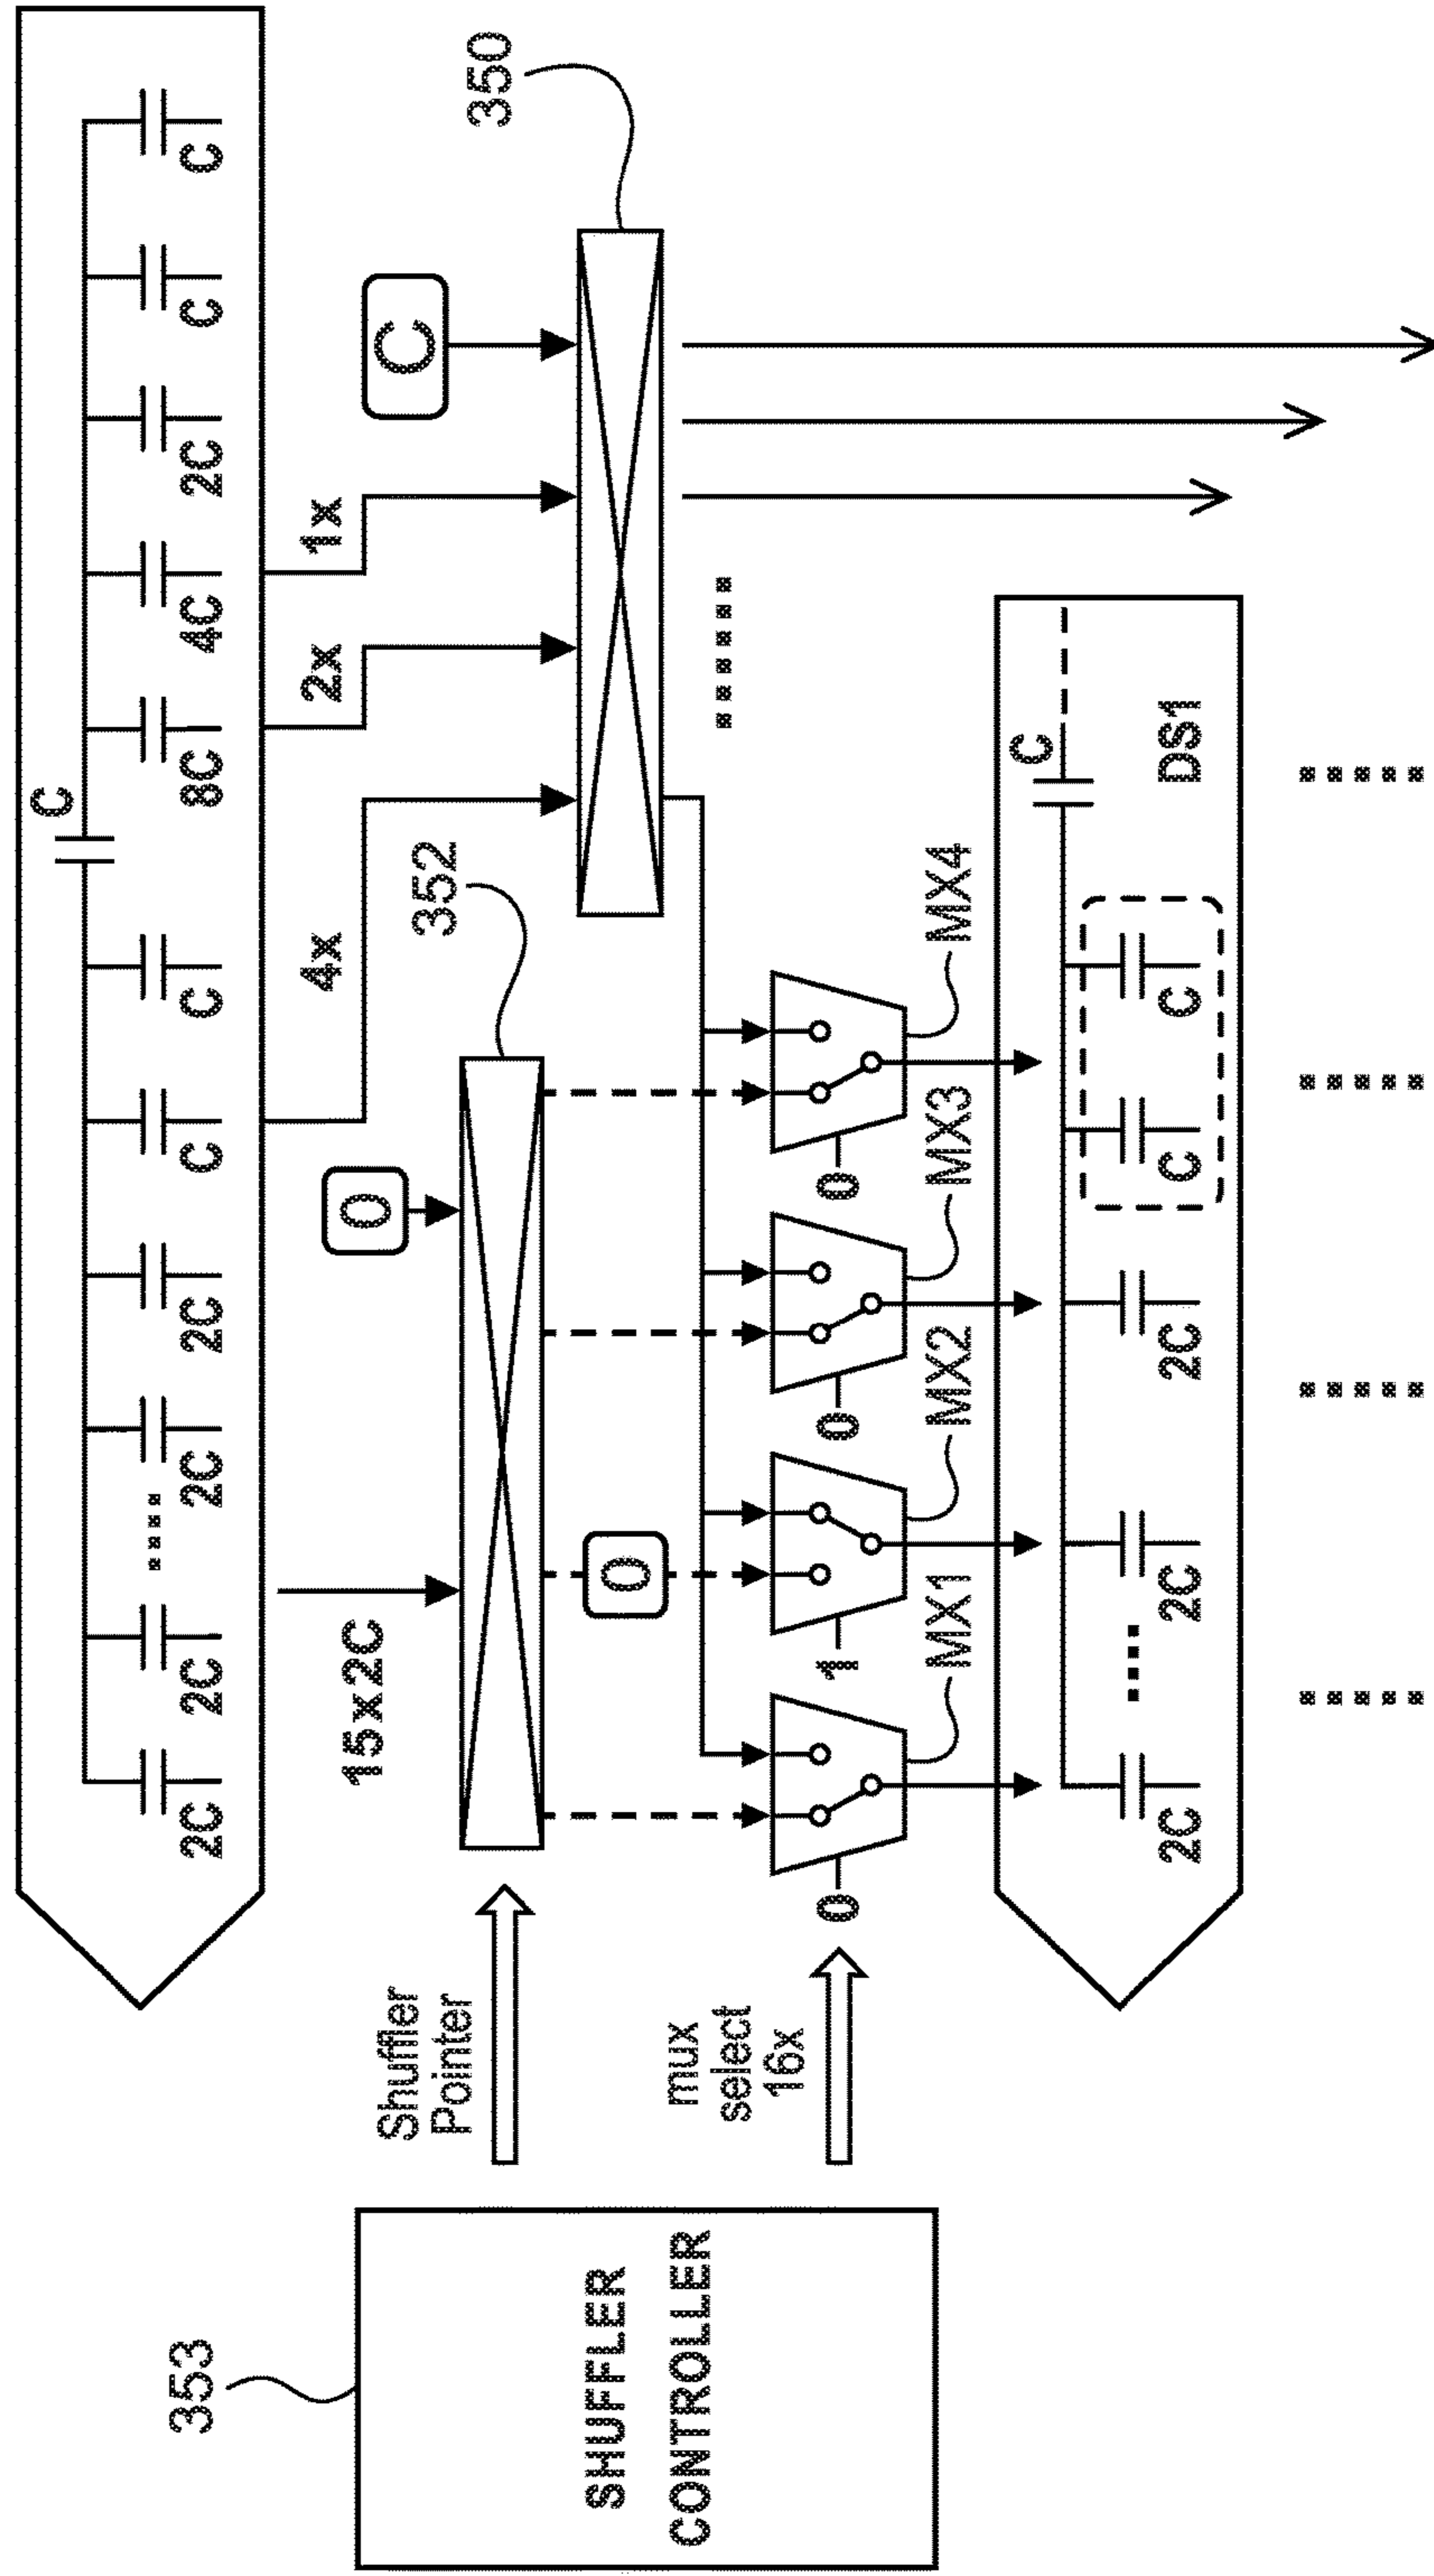 C
2C
2C
2C
2C
C
C
8C
4C
2C
C
C
353
SHUFFLER
CONTROLLER
Shuffler
Pointer
mux
select
16x
15x2C
0
352
4x
2x
1x
C
350
0
0
1
0
0
MX1
MX2
MX3
MX4
C
2C
2C
2C
C
C
DS1